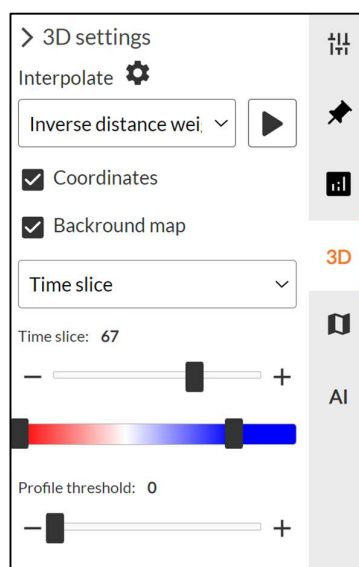 3D settings
Interpolate
Inverse distance wei
Coordinates
Backround map
3D
Time slice
Time slice: 67
AI
Profile threshold: 0